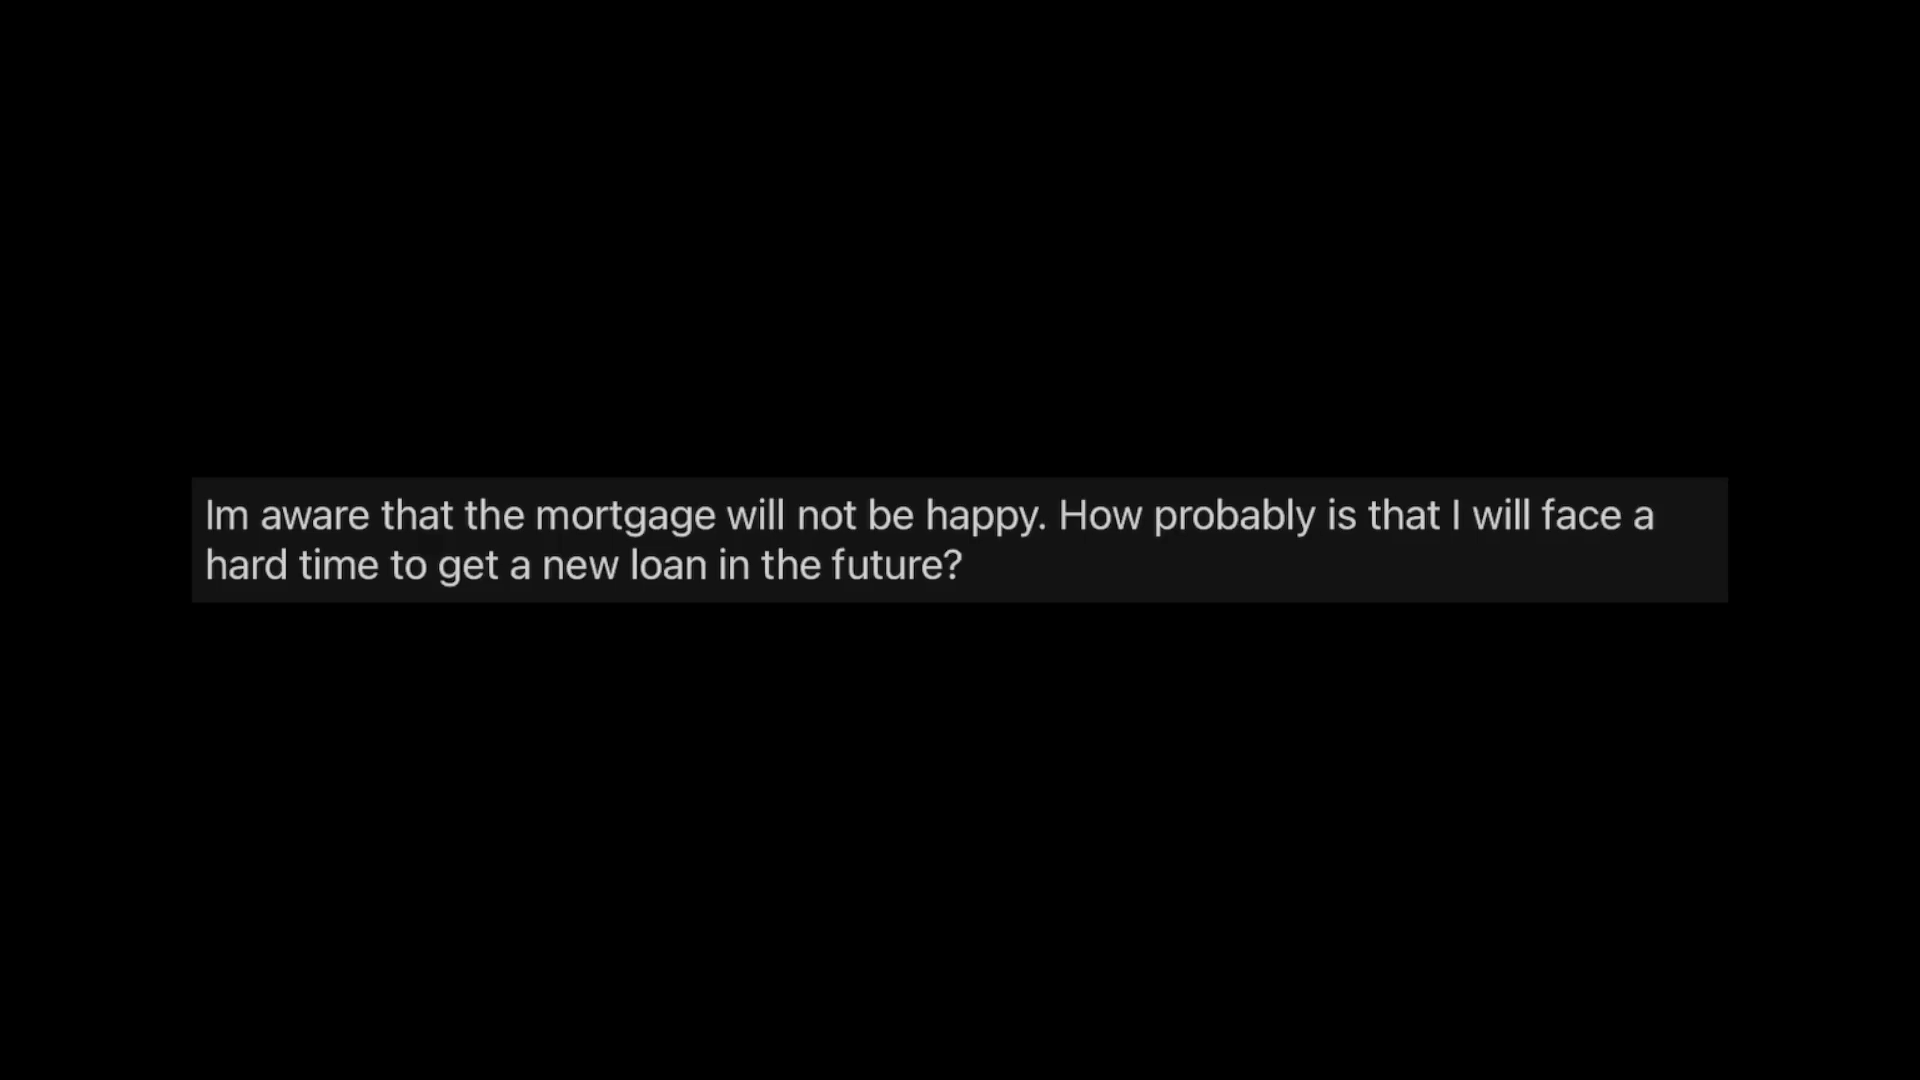 Im aware that the mortgage will not be happy. How probably is that I will face a
hard time to get a new loan in the future?